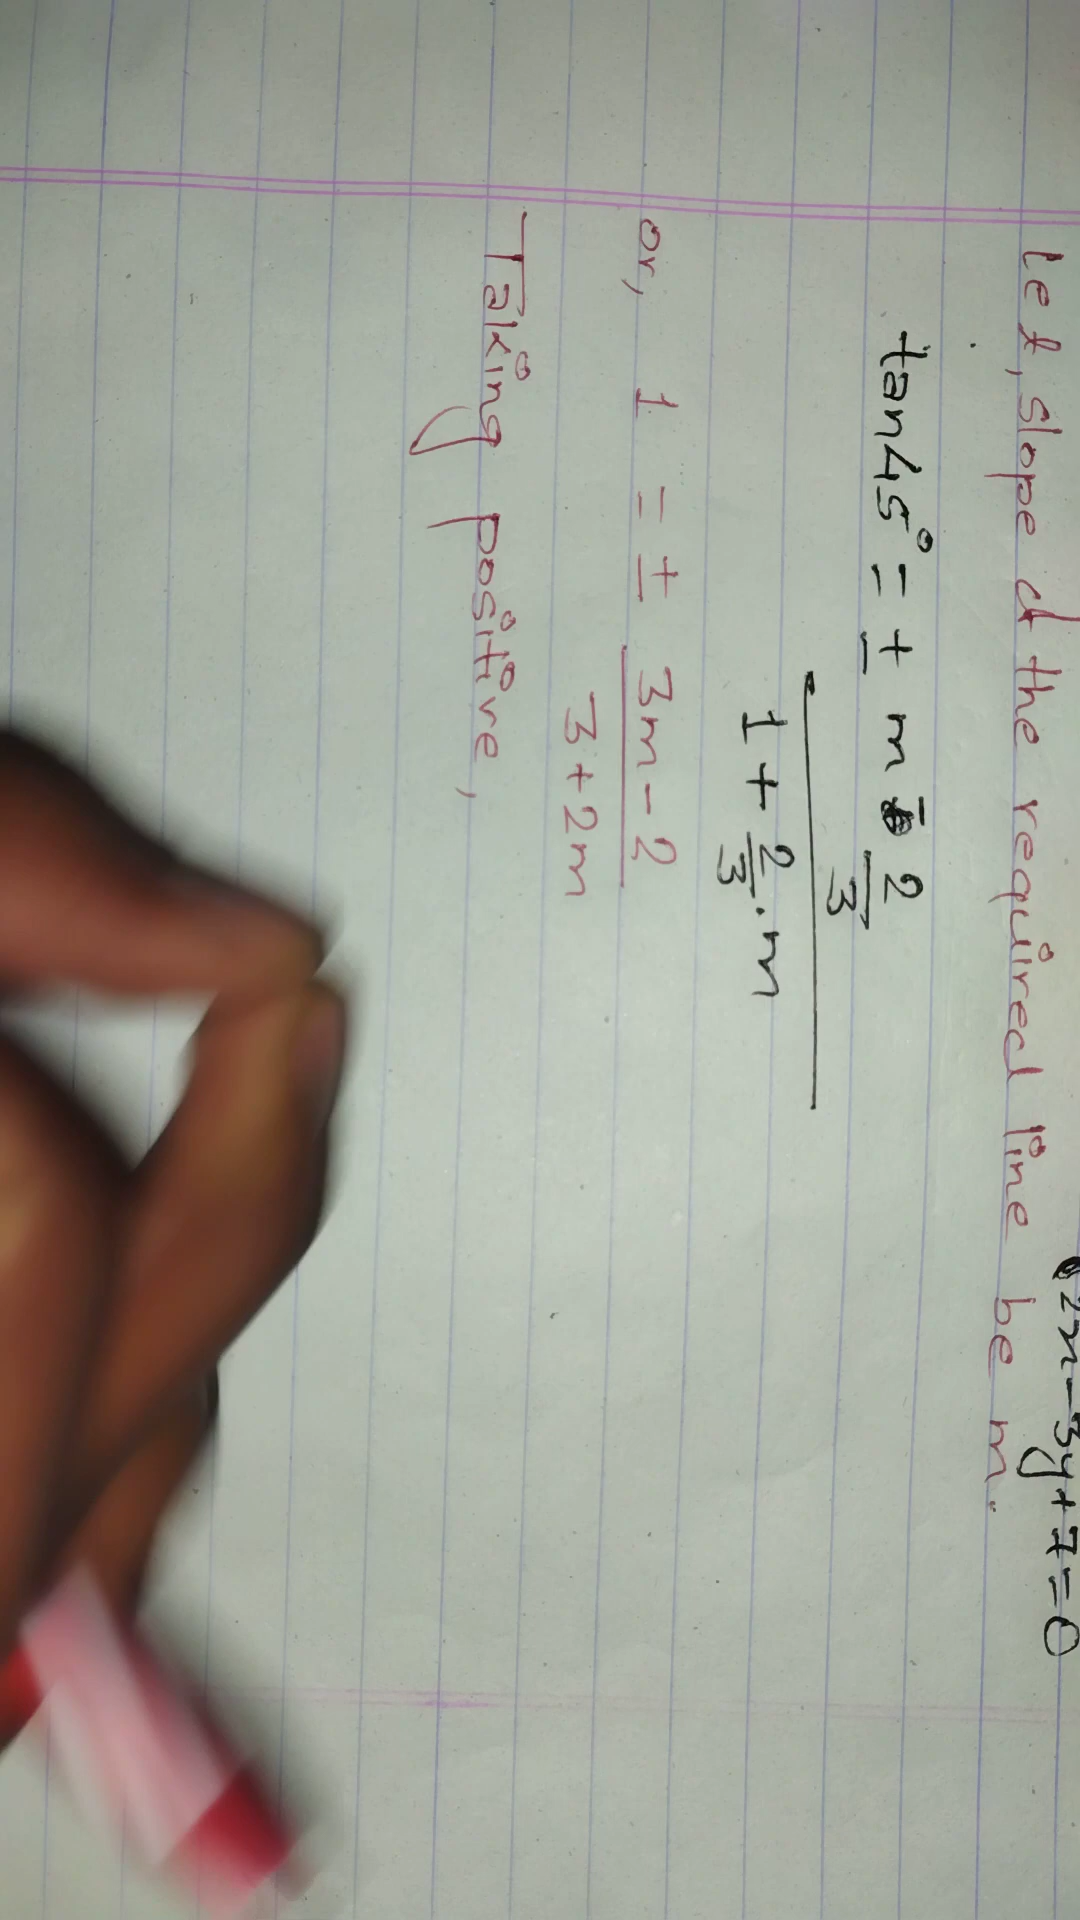 2x-3y+7=0
Let, slope of the required line be m.
tan45° = ± m - 2/3
1 + 2/3 . m
or, 1 = ± 3m - 2
3 + 2m
Taking positive,